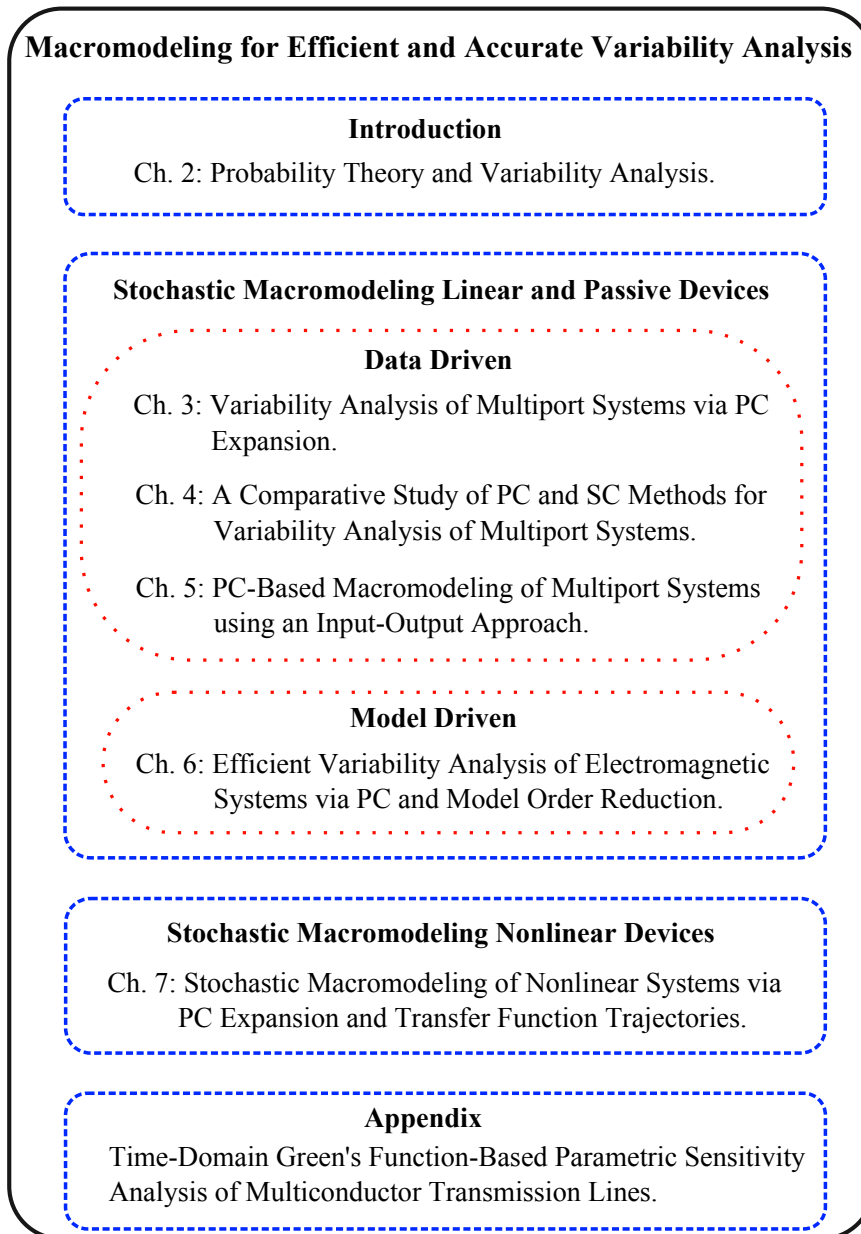 Macromodeling for Efficient and Accurate Variability Analysis
Introduction
Ch. 2: Probability Theory and Variability Analysis.
Stochastic Macromodeling Linear and Passive Devices
Data Driven
Ch. 3: Variability Analysis of Multiport Systems via PC
Expansion.
Ch. 4: A Comparative Study of PC and SC Methods for
Variability Analysis of Multiport Systems.
Ch. 5: PC-Based Macromodeling of Multiport Systems
using an Input-Output Approach.
Model Driven
Ch. 6: Efficient Variability Analysis of Electromagnetic
Systems via PC and Model Order Reduction.
Stochastic Macromodeling Nonlinear Devices
Ch. 7: Stochastic Macromodeling of Nonlinear Systems via
PC Expansion and Transfer Function Trajectories.
Appendix
Time-Domain Green's Function-Based Parametric Sensitivity
Analysis of Multiconductor Transmission Lines.